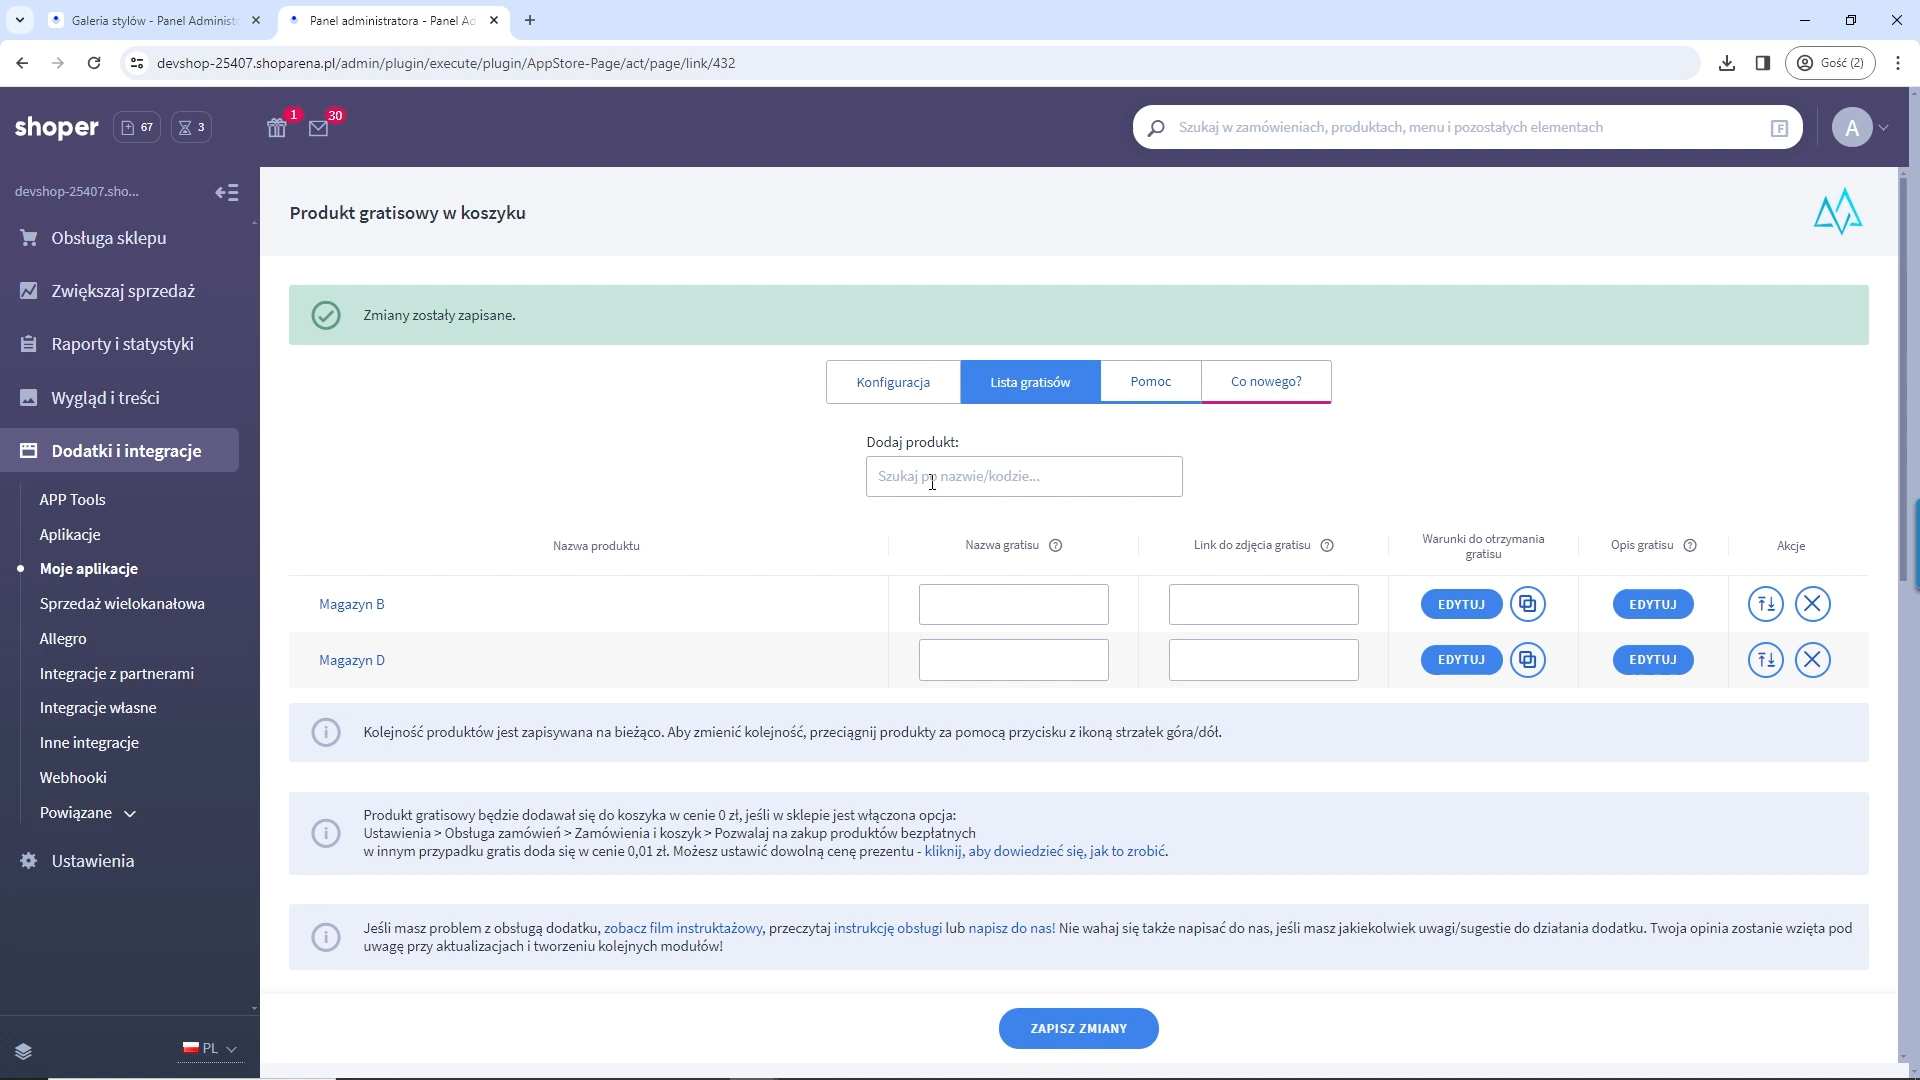 Galeria stylów - Panel Administ
Panel administratora - Panel Ad
devshop-25407.shoparena.pl/admin/plugin/execute/plugin/AppStore-Page/act/page/link/432
Gość (2)
shoper
67
3
1
30
Szukaj w zamówieniach, produktach, menu i pozostałych elementach
F
A
devshop-25407.sho...
Obsługa sklepu
Zwiększaj sprzedaż
Raporty i statystyki
Wygląd i treści
Dodatki i integracje
APP Tools
Aplikacje
Moje aplikacje
Sprzedaż wielokanałowa
Allegro
Integracje z partnerami
Integracje własne
Inne integracje
Webhooki
Powiązane
Ustawienia
PL
Produkt gratisowy w koszyku
Zmiany zostały zapisane.
Konfiguracja
Lista gratisów
Pomoc
Co nowego?
Dodaj produkt:
Szukaj po nazwie/kodzie...
Nazwa produktu
Nazwa gratisu ?
Link do zdjęcia gratisu ?
Warunki do otrzymania
gratisu
Opis gratisu ?
Akcje
Magazyn B
EDYTUJ
EDYTUJ
Magazyn D
EDYTUJ
EDYTUJ
Kolejność produktów jest zapisywana na bieżąco. Aby zmienić kolejność, przeciągnij produkty za pomocą przycisku z ikoną strzałek góra/dół.
Produkt gratisowy będzie dodawał się do koszyka w cenie 0 zł, jeśli w sklepie jest włączona opcja:
Ustawienia > Obsługa zamówień > Zamówienia i koszyk > Pozwalaj na zakup produktów bezpłatnych
w innym przypadku gratis doda się w cenie 0,01 zł. Możesz ustawić dowolną cenę prezentu - kliknij, aby dowiedzieć się, jak to zrobić.
Jeśli masz problem z obsługą dodatku, zobacz film instruktażowy, przeczytaj instrukcję obsługi lub napisz do nas! Nie wahaj się także napisać do nas, jeśli masz jakiekolwiek uwagi/sugestie do działania dodatku. Twoja opinia zostanie wzięta pod
uwagę przy aktualizacjach i tworzeniu kolejnych modułów!
ZAPISZ ZMIANY